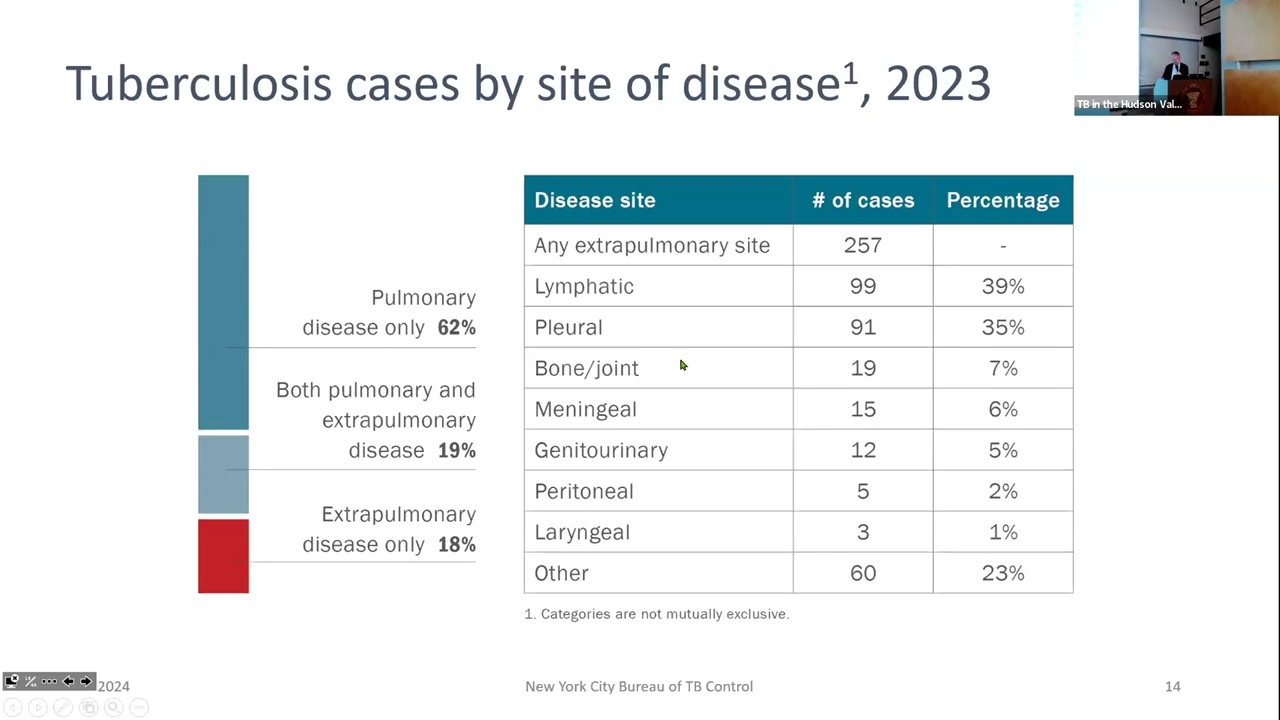 Tuberculosis cases by site of disease1, 2023
TB in the Hudson Val...
Pulmonary
disease only 62%
Both pulmonary and
extrapulmonary
disease 19%
Extrapulmonary
disease only 18%
Disease site # of cases Percentage
Any extrapulmonary site 257 -
Lymphatic 99 39%
Pleural 91 35%
Bone/joint 19 7%
Meningeal 15 6%
Genitourinary 12 5%
Peritoneal 5 2%
Laryngeal 3 1%
Other 60 23%
1. Categories are not mutually exclusive.
2024
New York City Bureau of TB Control
14